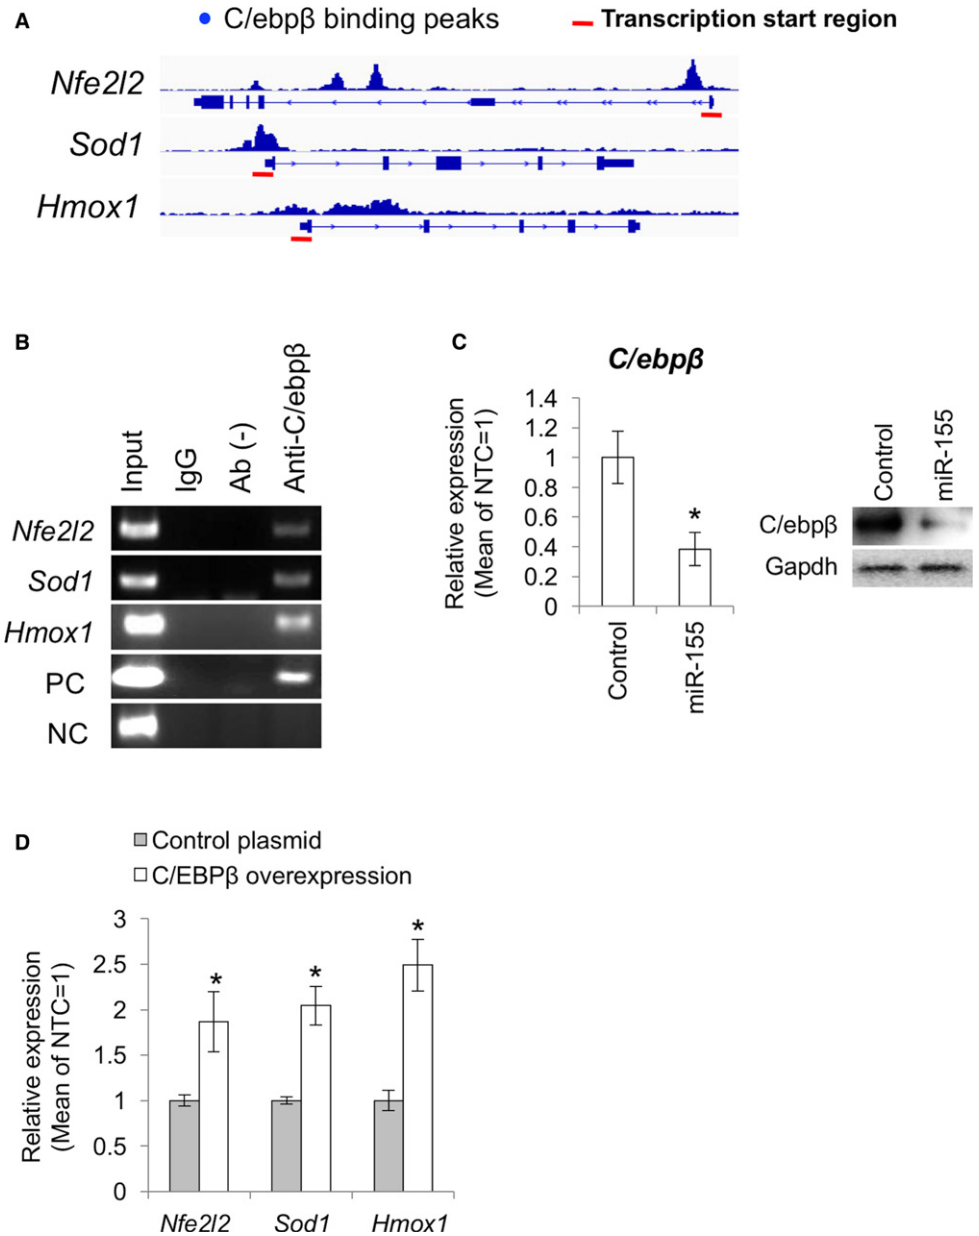 A
C/ebpβ binding peaks
Transcription start region
Nfe2l2
Sod1
Hmox1
B
Input
IgG
Ab (-)
Anti-C/ebpβ
Nfe2l2
Sod1
Hmox1
PC
NC
C
C/ebpβ
Relative expression
(Mean of NTC=1)
1.4
1.2
1
0.8
0.6
0.4
0.2
0
*
Control
miR-155
Control
miR-155
C/ebpβ
Gapdh
D
Control plasmid
C/EBPβ overexpression
Relative expression
(Mean of NTC=1)
3
2.5
2
1.5
1
0.5
0
*
*
*
Nfe2l2
Sod1
Hmox1